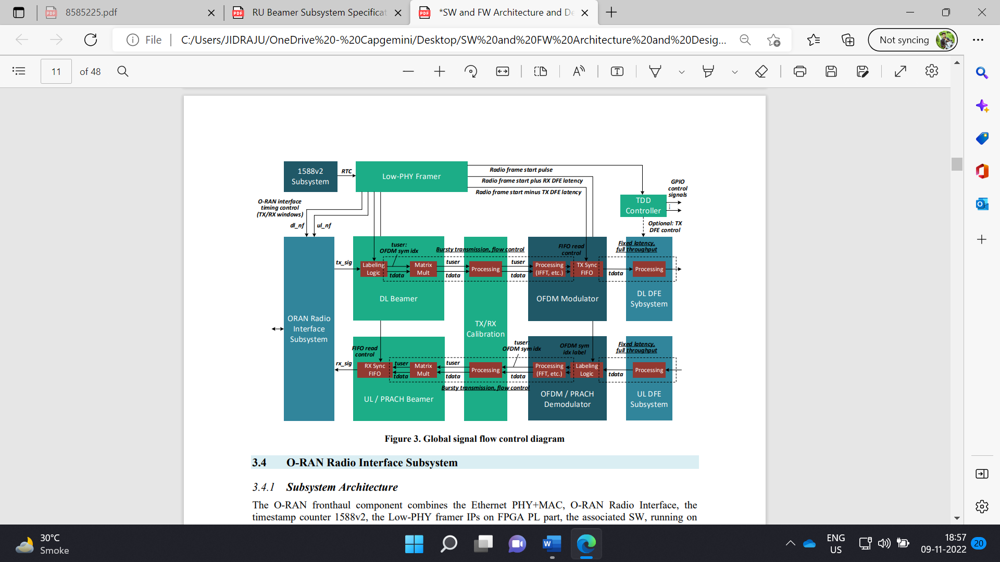 8585225.pdf
RU Beamer Subsystem Specificat
*SW and FW Architecture and De
File
C:/Users/JIDRAJU/OneDrive%20-%20Capgemini/Desktop/SW%20and%20FW%20Architecture%20and%20Desig...
Not syncing
11
of 48
1588v2
Subsystem
RTC
Low-PHY Framer
Radio frame start pulse
Radio frame start plus RX DFE latency
Radio frame start minus TX DFE latency
GPIO
control
signals
TDD
Controller
O-RAN interface
timing control
(TX/RX windows)
dl_nf
ul_nf
Optional: TX
DFE control
tuser:
OFDM sym idx
Bursty transmission, flow control
FIFO read
control
Fixed latency,
full throughput
tx_sig
Labeling
Logic
tdata
Matrix
Mult
tuser
tdata
Processing
tuser
tdata
Processing
(IFFT, etc.)
TX Sync
FIFO
tdata
Processing
DL Beamer
OFDM Modulator
DL DFE
Sybsystem
ORAN Radio
Interface
Subsystem
TX/RX
Calibration
FIFO read
control
tuser:
OFDM sym idx
OFDM sym
idx label
Fixed latency,
full throughput
rx_sig
RX Sync
FIFO
tuser
tdata
Matrix
Mult
tuser
tdata
Processing
tdata
Processing
(FFT, etc.)
Labeling
Logic
tdata
Processing
Bursty transmission, flow control
UL / PRACH Beamer
OFDM / PRACH
Demodulator
UL DFE
Subsystem
Figure 3. Global signal flow control diagram
3.4 O-RAN Radio Interface Subsystem
3.4.1 Subsystem Architecture
The O-RAN fronthaul component combines the Ethernet PHY+MAC, O-RAN Radio Interface, the
timestamp counter 1588v2, the Low-PHY framer IPs on FPGA PL part, the associated SW, running on
30°C
Smoke
ENG
US
18:57
09-11-2022
20